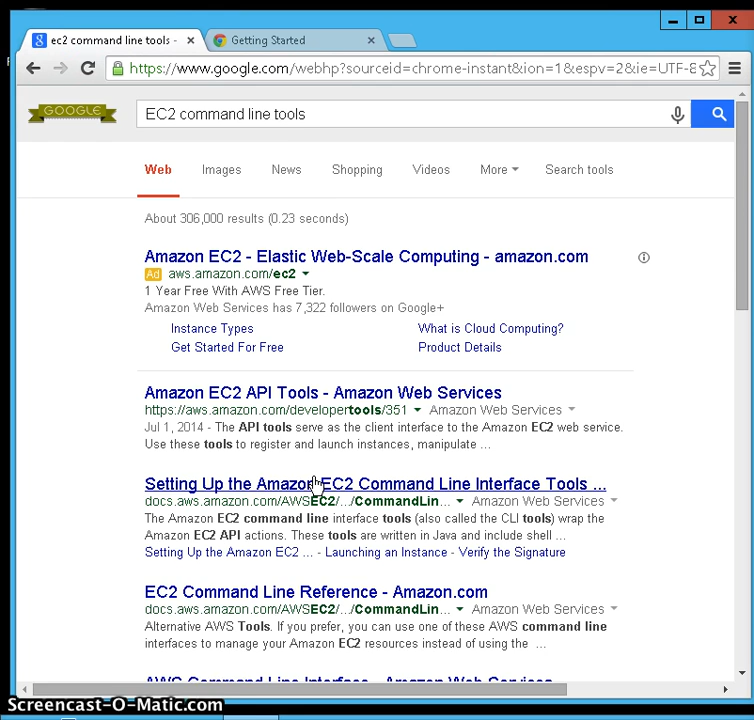 ec2 command line tools -
Getting Started
https://www.google.com/webhp?sourceid=chrome-instant&ion=1&espv=2&ie=UTF-8
GOOGLE
EC2 command line tools
Web Images News Shopping Videos More Search tools
About 306,000 results (0.23 seconds)
Amazon EC2 - Elastic Web-Scale Computing - amazon.com
Ad aws.amazon.com/ec2
1 Year Free With AWS Free Tier.
Amazon Web Services has 7,322 followers on Google+
Instance Types What is Cloud Computing?
Get Started For Free Product Details
Amazon EC2 API Tools - Amazon Web Services
https://aws.amazon.com/developertools/351 Amazon Web Services
Jul 1, 2014 - The API tools serve as the client interface to the Amazon EC2 web service.
Use these tools to register and launch instances, manipulate ...
Setting Up the Amazon EC2 Command Line Interface Tools ...
docs.aws.amazon.com/AWSEC2/.../CommandLin... Amazon Web Services
The Amazon EC2 command line interface tools (also called the CLI tools) wrap the
Amazon EC2 API actions. These tools are written in Java and include shell ...
Setting Up the Amazon EC2 ... - Launching an Instance - Verify the Signature
EC2 Command Line Reference - Amazon.com
docs.aws.amazon.com/AWSEC2/.../CommandLin... Amazon Web Services
Alternative AWS Tools. If you prefer, you can use one of these AWS command line
interfaces to manage your Amazon EC2 resources instead of using the ...
AWS Command Line Interface - Amazon Web Services
Screencast-O-Matic.com